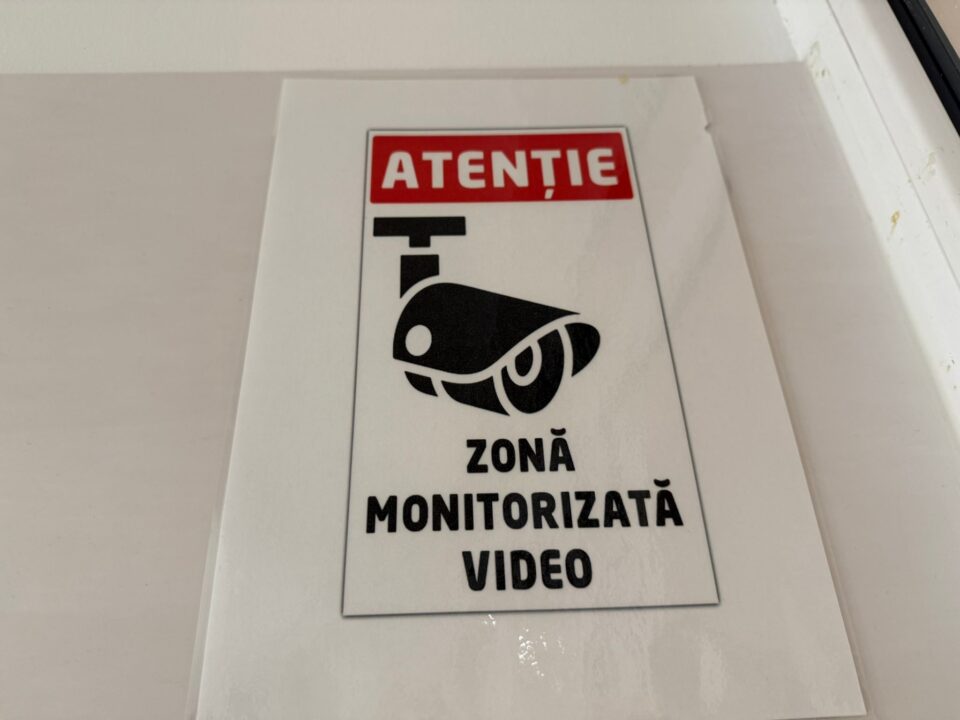 ATENȚIE
ZONĂ
MONITORIZATĂ
VIDEO